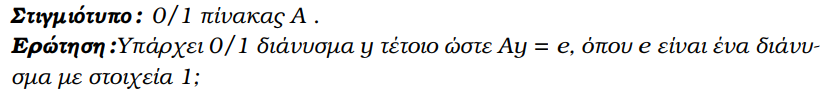 Στιγμιότυπο: 0/1 πίνακας A .
Ερώτηση:Υπάρχει 0/1 διάνυσμα y τέτοιο ώστε Ay = e, όπου e είναι ένα διάνυ-
σμα με στοιχεία 1;